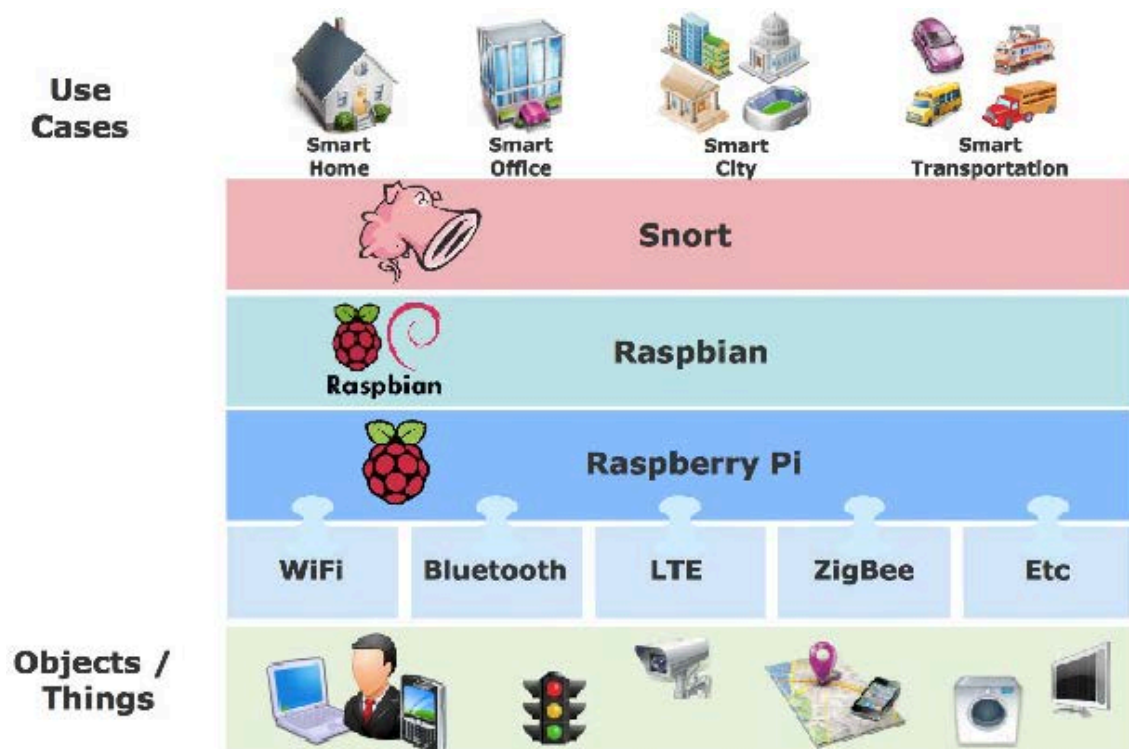 Use
Cases
Smart
Home
Smart
Office
Smart
City
Smart
Transportation
Snort
Raspbian
Raspbian
Raspberry Pi
WiFi
Bluetooth
LTE
ZigBee
Etc
Objects /
Things